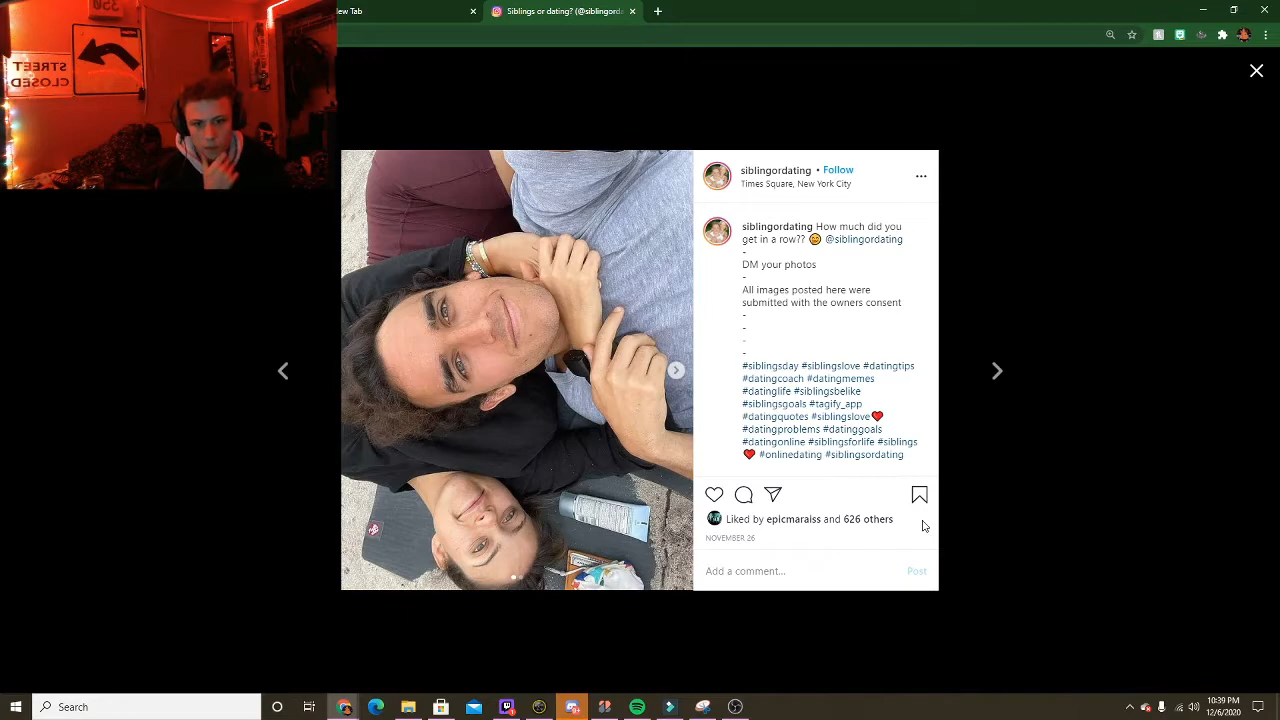 ew Tab
Siblings or dating? (@siblingord
350
STREET
CLOSED
siblingordating • Follow
Times Square, New York City
siblingordating How much did you
get in a row?? 😊 @siblingordating
-
DM your photos
-
All images posted here were
submitted with the owners consent
-
-
-
-
#siblingsday #siblingslove #datingtips
#datingcoach #datingmemes
#datinglife #siblingsbelike
#siblingsgoals #tagify_app
#datingquotes #siblingslove❤️
#datingproblems #datinggoals
#datingonline #siblingsforlife #siblings
❤️ #onlinedating #siblingsordating
Liked by epicmaraiss and 626 others
NOVEMBER 26
Add a comment... Post
Search
10:39 PM
12/6/2020